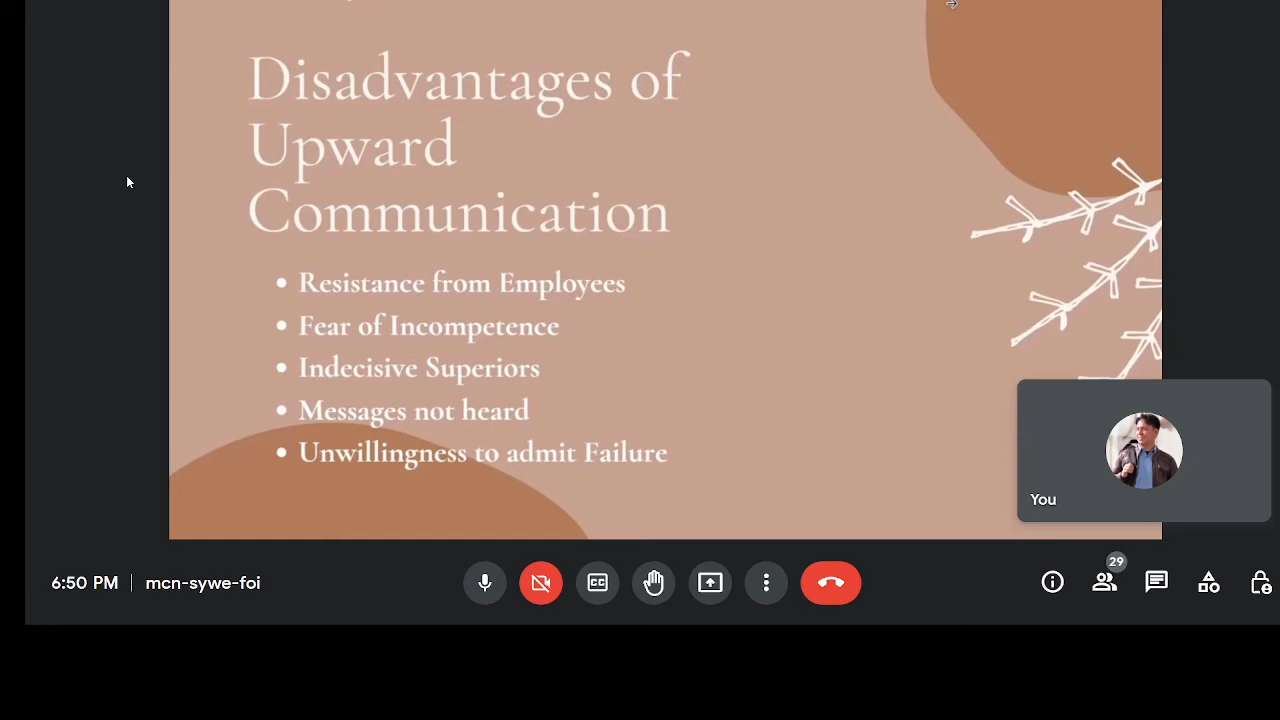 Disadvantages of
Upward
Communication
• Resistance from Employees
• Fear of Incompetence
• Indecisive Superiors
• Messages not heard
• Unwillingness to admit Failure
You
29
6:50 PM | mcn-sywe-foi
CC